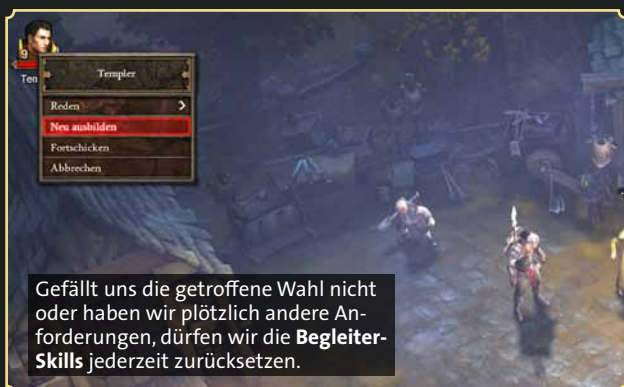 9
Templer
Reden
Neu ausbilden
Fortschicken
Abbrechen
Gefällt uns die getroffene Wahl nicht
oder haben wir plötzlich andere An-
forderungen, dürfen wir die Begleiter-
Skills jederzeit zurücksetzen.